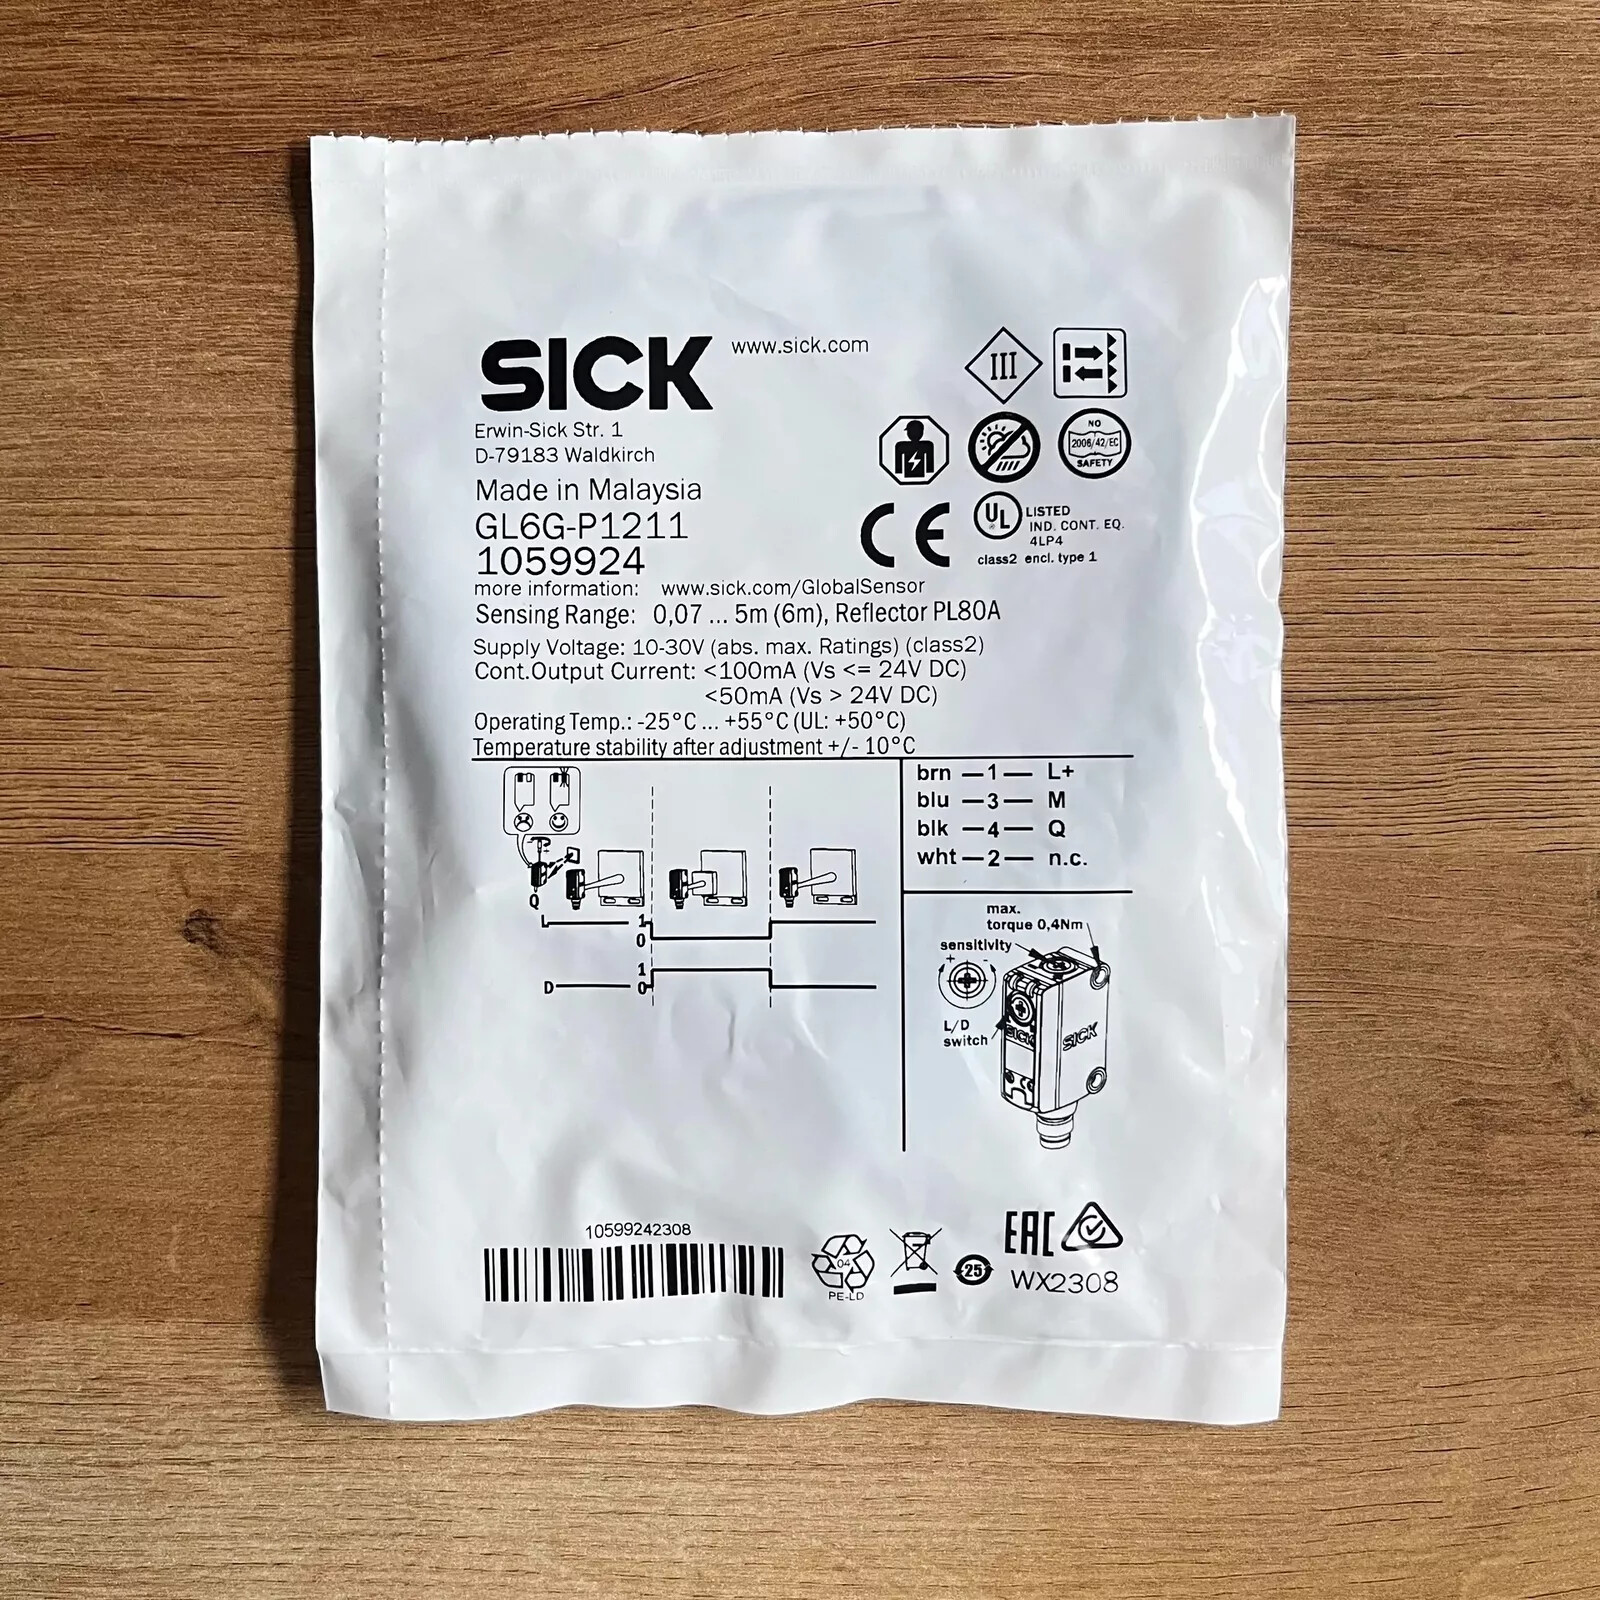 SICK www.sick.com
Erwin-Sick Str. 1
D-79183 Waldkirch
Made in Malaysia
GL6G-P1211
1059924
III
NO
2006/42/EC
SAFETY
CE
UL LISTED
IND. CONT. EQ.
4LP4
class2 encl. type 1
more information: www.sick.com/GlobalSensor
Sensing Range: 0,07 ... 5m (6m), Reflector PL80A
Supply Voltage: 10-30V (abs. max. Ratings) (class2)
Cont.Output Current: <100mA (Vs <= 24V DC)
<50mA (Vs > 24V DC)
Operating Temp.: -25°C ... +55°C (UL: +50°C)
Temperature stability after adjustment +/- 10°C
Q
L 1
0
1
D 0
brn — 1 — L+
blu — 3 — M
blk — 4 — Q
wht — 2 — n.c.
max.
torque 0,4Nm
sensitivity
+ -
L/D
switch
SICK
SICK
10599242308
04
PE-LD
25
EAC
WX2308